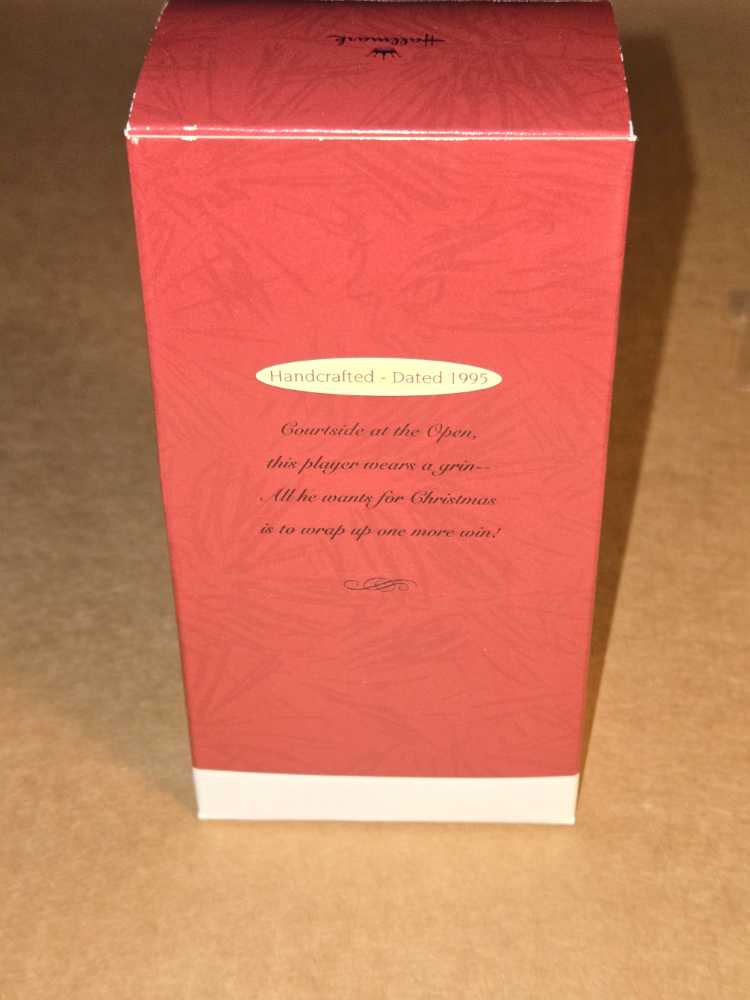 Hallmark
Handcrafted - Dated 1995
Courtside at the Open,
this player wears a grin--
All he wants for Christmas
is to wrap up one more win!